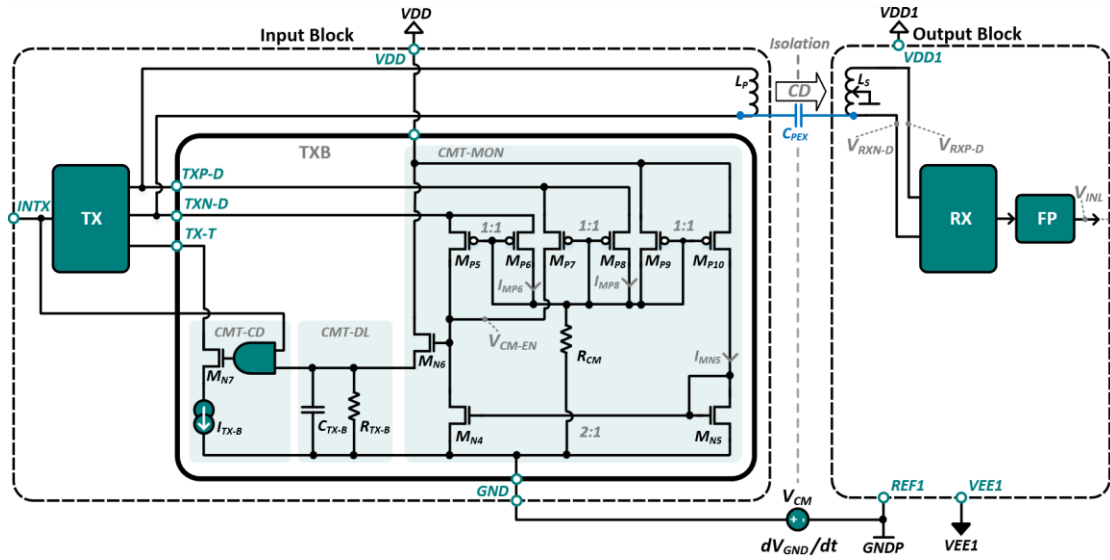 VDD
VDD1
Input Block
Isolation
Output Block
VDD
VDD1
LP
CD
LS
CPEX
TXB
CMT-MON
VRXN-D
VRXP-D
TXP-D
INTX
TX
TXN-D
RX
FP
VINL
TX-T
1:1
1:1
1:1
MP5
MP6
MP7
MP8
MP9
MP10
IMP6
IMP8
CMT-CD
CMT-DL
VCM-EN
MN6
RCM
IMN5
MN7
ITX-B
CTX-B
RTX-B
MN4
2:1
MN5
GND
VCM
REF1
VEE1
dVGND/dt
GNDP
VEE1